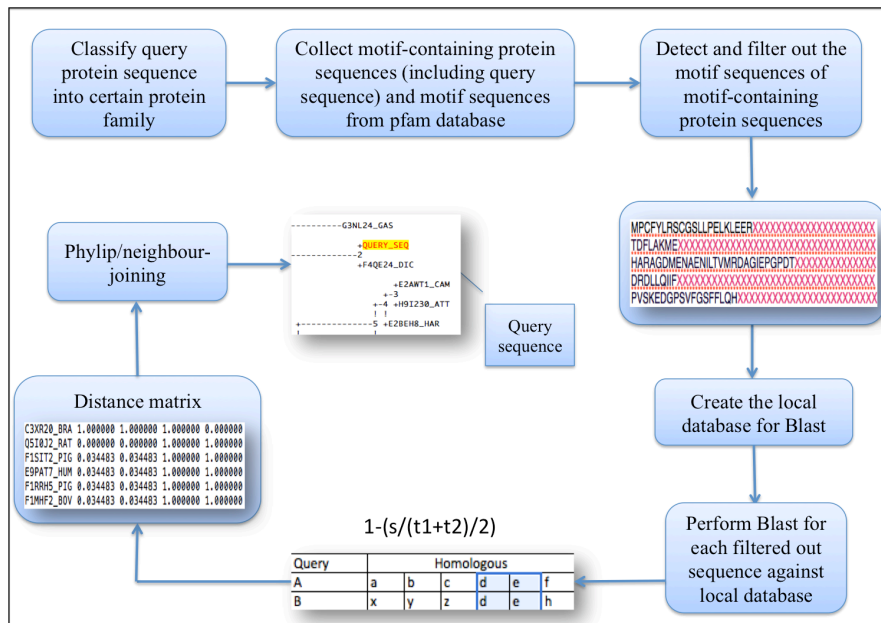 Classify query
protein sequence
into certain protein
family
Collect motif-containing protein
sequences (including query
sequence) and motif sequences
from pfam database
Detect and filter out the
motif sequences of
motif-containing
protein sequences
MPCFYLRSCGSLLPELKLEERXXXXXXXXXXXXXXXXXXXXXXX
TDFLAKMEXXXXXXXXXXXXXXXXXXXXXXXXXXXXXXXXXXX
HARAGDMENAENILTVMRDAGIEPGPDTXXXXXXXXXXXXXXX
DRDLLQIIFXXXXXXXXXXXXXXXXXXXXXXXXXXXXXXXXXXX
PVSKEDGPSVFGSFFLQHXXXXXXXXXXXXXXXXXXXXXXXXX
Create the local
database for Blast
Perform Blast for
each filtered out
sequence against
local database
1-(s/(t1+t2)/2)
Query Homologous
A a b c d e f
B x y z d e h
Distance matrix
C3XR20_BRA 1.000000 1.000000 1.000000 0.000000
Q5I0J2_RAT 0.000000 0.000000 1.000000 1.000000
F1SIT2_PIG 0.034483 0.034483 1.000000 1.000000
E9PAT7_HUM 0.034483 0.034483 1.000000 1.000000
F1RRH5_PIG 0.034483 0.034483 1.000000 1.000000
F1MHF2_BOV 0.034483 0.034483 1.000000 1.000000
Phylip/neighbour-
joining
------------G3NL24_GAS
+QUERY_SEQ
------------2
+F4QE24_DIC
+E2AWT1_CAM
+-3
+-4 +H9I230_ATT
! !
+------------5 +E2BEH8_HAR
Query
sequence